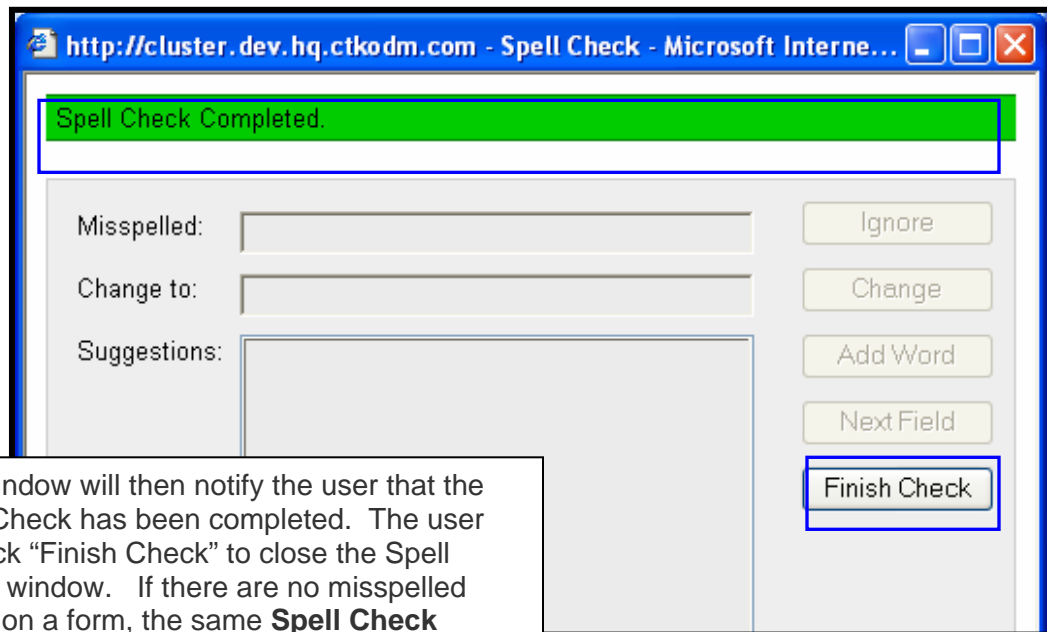 http://cluster.dev.hq.ctkodm.com - Spell Check - Microsoft Interne...
Spell Check Completed.
Misspelled:
Ignore
Change to:
Change
Suggestions:
Add Word
Next Field
Finish Check
will then notify the user that the
Check has been completed. The user
“Finish Check” to close the Spell
window. If there are no misspelled
on a form, the same Spell Check